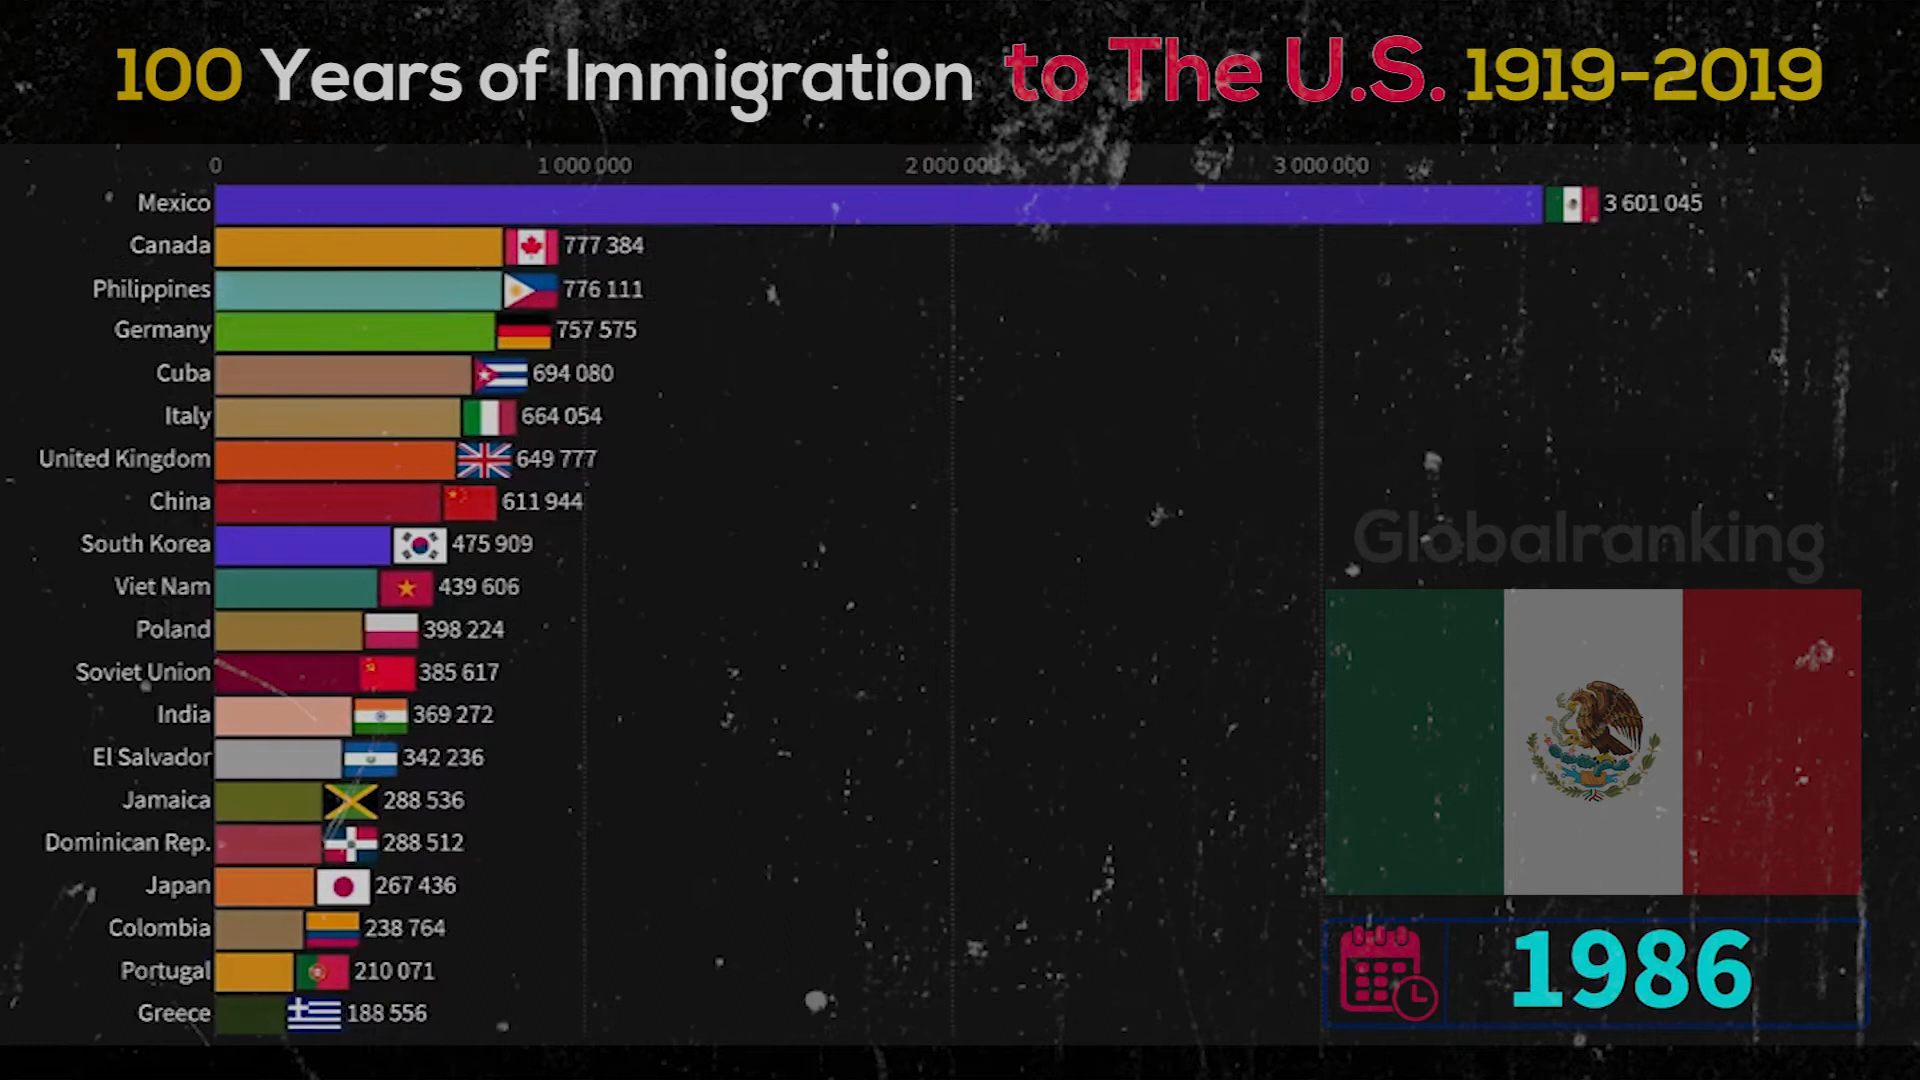 100 Years of Immigration to The U.S. 1919-2019
0 1 000 000 2 000 000 3 000 000
Mexico 3 601 045
Canada 777 384
Philippines 776 111
Germany 757 575
Cuba 694 080
Italy 664 054
United Kingdom 649 777
China 611 944
South Korea 475 909
Viet Nam 439 606
Poland 398 224
Soviet Union 385 617
India 369 272
El Salvador 342 236
Jamaica 288 536
Dominican Rep. 288 512
Japan 267 436
Colombia 238 764
Portugal 210 071
Greece 188 556
Globalranking
1986